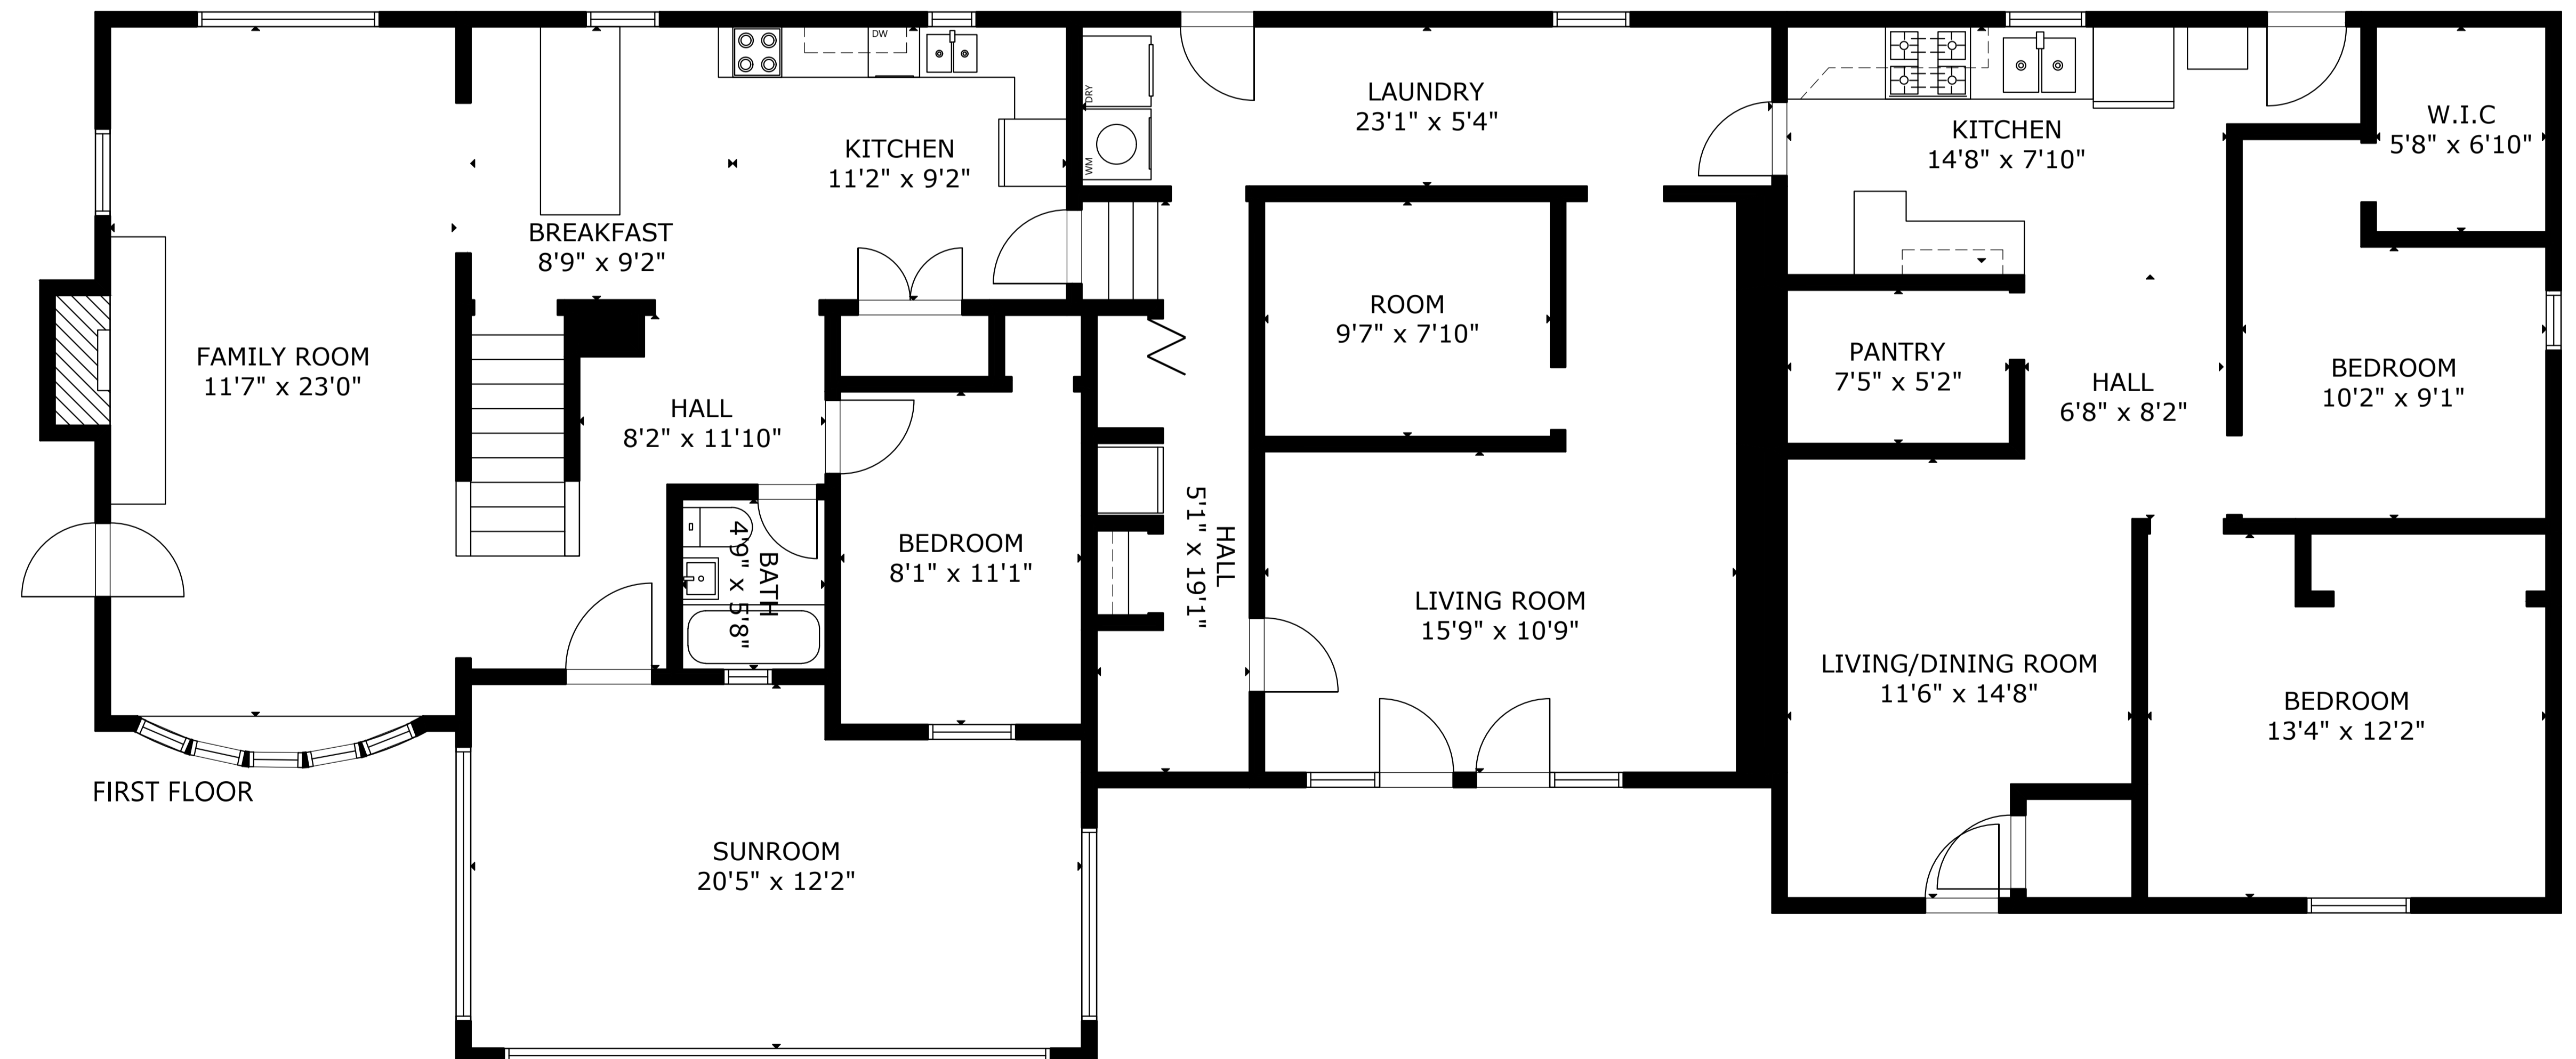 DW
DRY
WM
LAUNDRY
23'1" x 5'4"
W.I.C
5'8" x 6'10"
KITCHEN
14'8" x 7'10"
KITCHEN
11'2" x 9'2"
BREAKFAST
8'9" x 9'2"
ROOM
9'7" x 7'10"
FAMILY ROOM
11'7" x 23'0"
PANTRY
7'5" x 5'2"
HALL
6'8" x 8'2"
BEDROOM
10'2" x 9'1"
HALL
8'2" x 11'10"
BATH
4'9" x 5'8"
BEDROOM
8'1" x 11'1"
HALL
5'1" x 19'1"
LIVING ROOM
15'9" x 10'9"
LIVING/DINING ROOM
11'6" x 14'8"
BEDROOM
13'4" x 12'2"
FIRST FLOOR
SUNROOM
20'5" x 12'2"